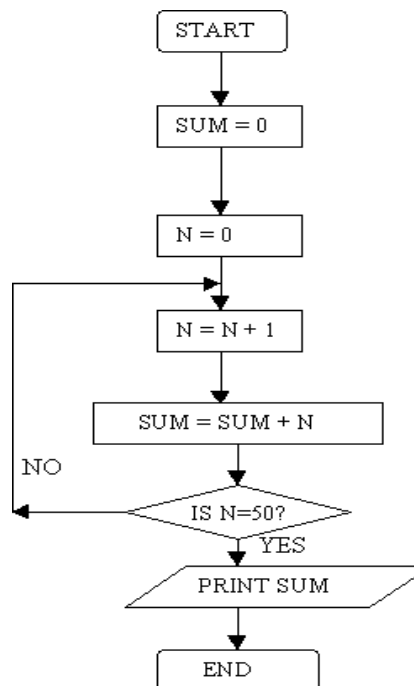 START
SUM = 0
N = 0
N = N + 1
SUM = SUM + N
NO
IS N=50?
YES
PRINT SUM
END